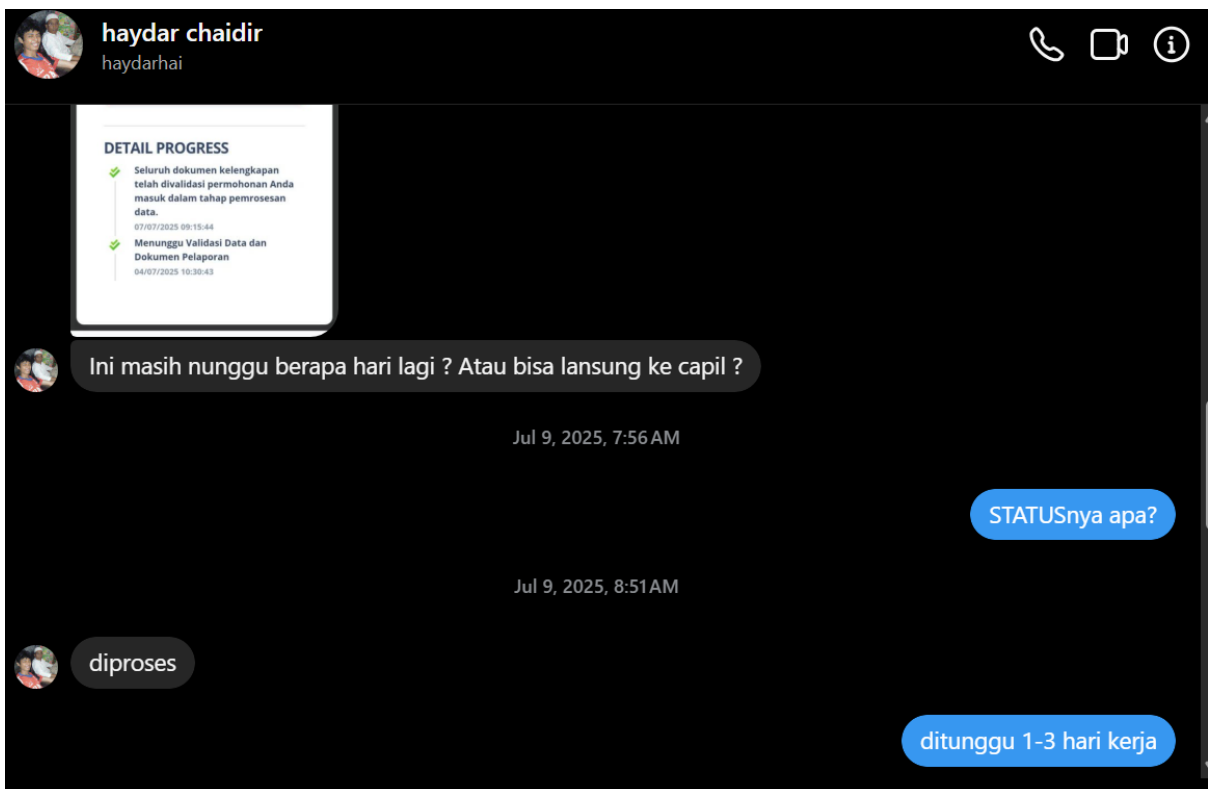 haydar chaidir
haydarhai
DETAIL PROGRESS
Seluruh dokumen kelengkapan
telah divalidasi permohonan Anda
masuk dalam tahap pemrosesan
data.
07/07/2025 09:15:44
Menunggu Validasi Data dan
Dokumen Pelaporan
04/07/2025 10:30:43
Ini masih nunggu berapa hari lagi ? Atau bisa lansung ke capil ?
Jul 9, 2025, 7:56 AM
STATUSnya apa?
Jul 9, 2025, 8:51 AM
diproses
ditunggu 1-3 hari kerja